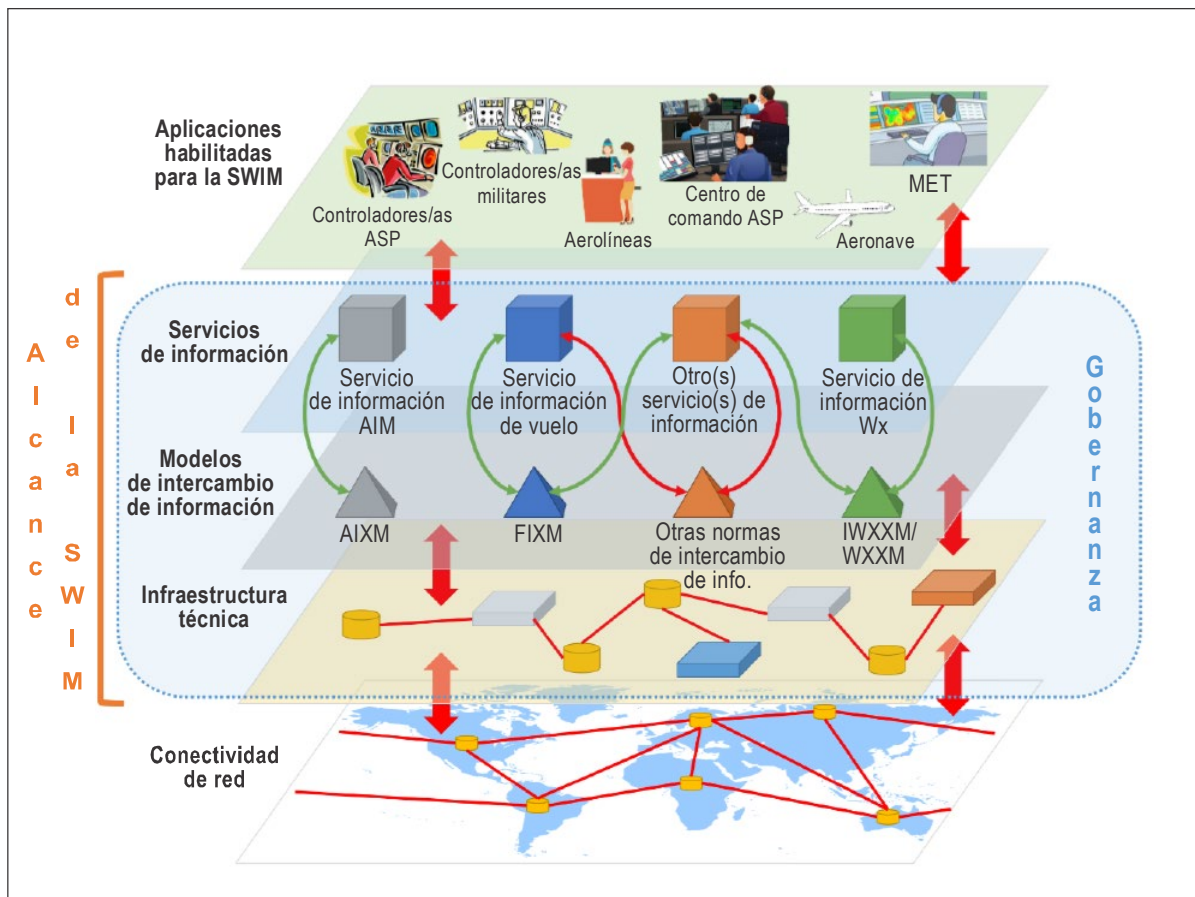 Aplicaciones
habilitadas
para la SWIM
Controladores/as
ASP
Controladores/as
militares
Aerolíneas
Centro de
comando ASP
Aeronave
MET
Alcance
de la SWIM
Gobernanza
Servicios
de información
Servicio
de información
AIM
Servicio
de información
de vuelo
Otro(s)
servicio(s) de
información
Servicio de
información
Wx
Modelos
de intercambio
de información
AIXM
FIXM
Otras normas
de intercambio
de info.
IWXXM/
WXXM
Infraestructura
técnica
Conectividad
de red